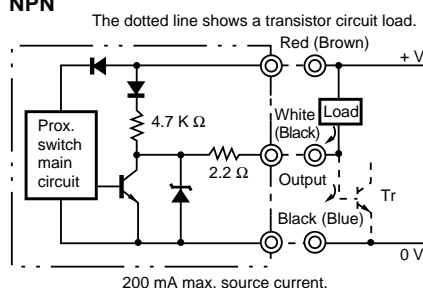 NPN
The dotted line shows a transistor circuit load.
Red (Brown)
+ V
Prox.
switch
main
circuit
4.7 K Ω
White
(Black)
Load
2.2 Ω
Output
Tr
Black (Blue)
0 V
200 mA max. source current.